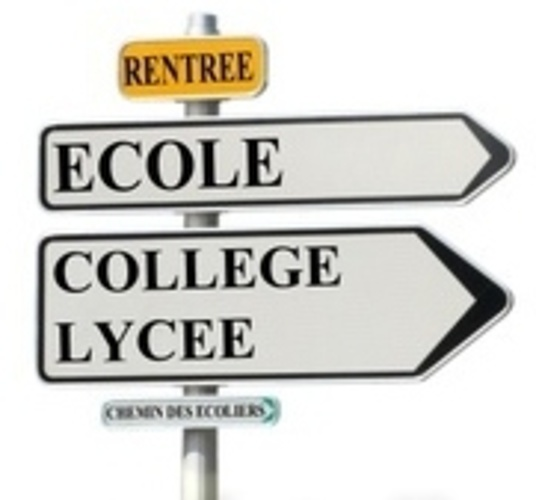 RENTREE
ECOLE
COLLEGE
LYCEE
CHEMIN DES ECOLIERS